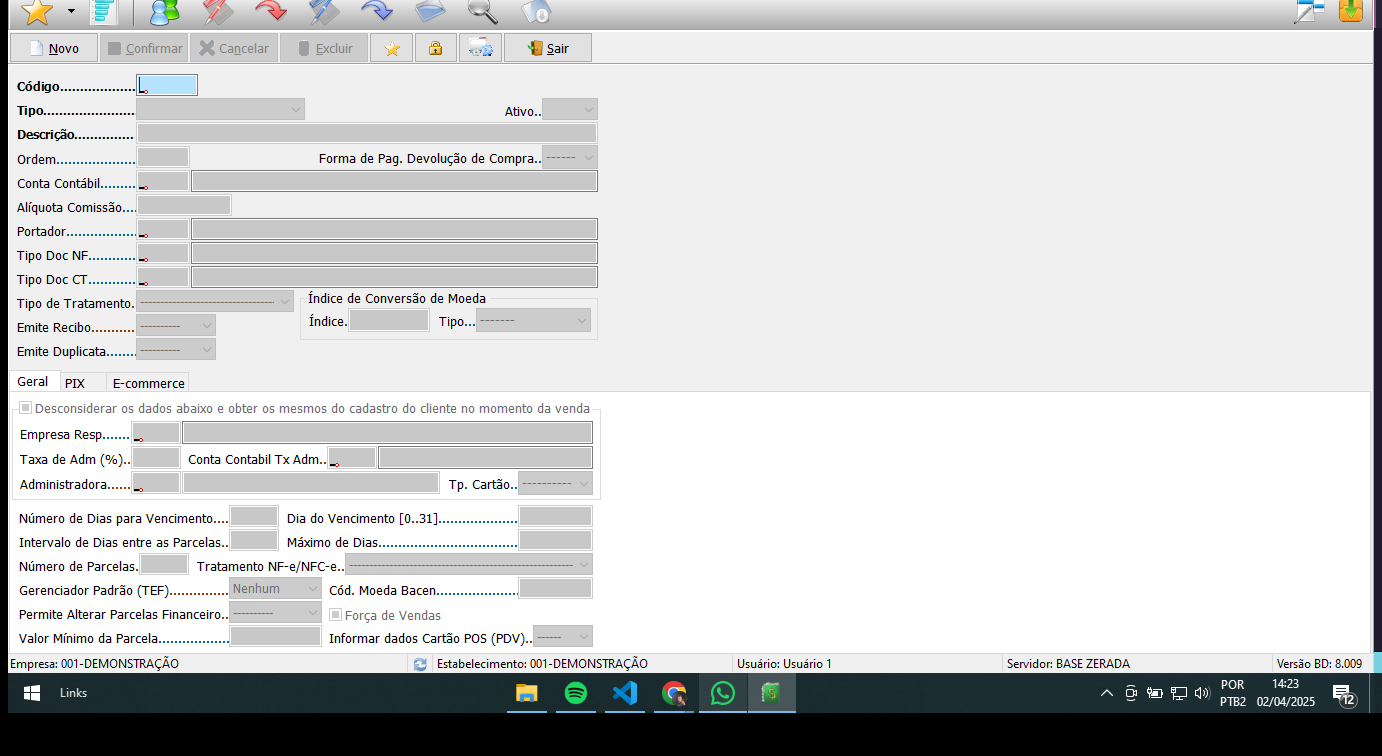 Novo Confirmar Cancelar Excluir Sair
Código...................
Tipo......................
Ativo..
Descrição...............
Ordem...................
Forma de Pag. Devolução de Compra.. ------
Conta Contábil.........
Alíquota Comissão....
Portador.................
Tipo Doc NF............
Tipo Doc CT............
Tipo de Tratamento.
Índice de Conversão de Moeda
Índice. Tipo... -------
Emite Recibo........... ----------
Emite Duplicata....... ----------
Geral PIX E-commerce
Desconsiderar os dados abaixo e obter os mesmos do cadastro do cliente no momento da venda
Empresa Resp.......
Taxa de Adm (%).. Conta Contabil Tx Adm..
Administradora...... Tp. Cartão.. ----------
Número de Dias para Vencimento.... Dia do Vencimento [0..31]....................
Intervalo de Dias entre as Parcelas.. Máximo de Dias...................................
Número de Parcelas. Tratamento NF-e/NFC-e..
Gerenciador Padrão (TEF)............... Nenhum Cód. Moeda Bacen.....................
Permite Alterar Parcelas Financeiro.. ---------- Força de Vendas
Valor Mínimo da Parcela.................. Informar dados Cartão POS (PDV).. ------
Empresa: 001-DEMONSTRAÇÃO Estabelecimento: 001-DEMONSTRAÇÃO Usuário: Usuário 1 Servidor: BASE ZERADA Versão BD: 8.009
Links
POR
PTB2
14:23
02/04/2025
12